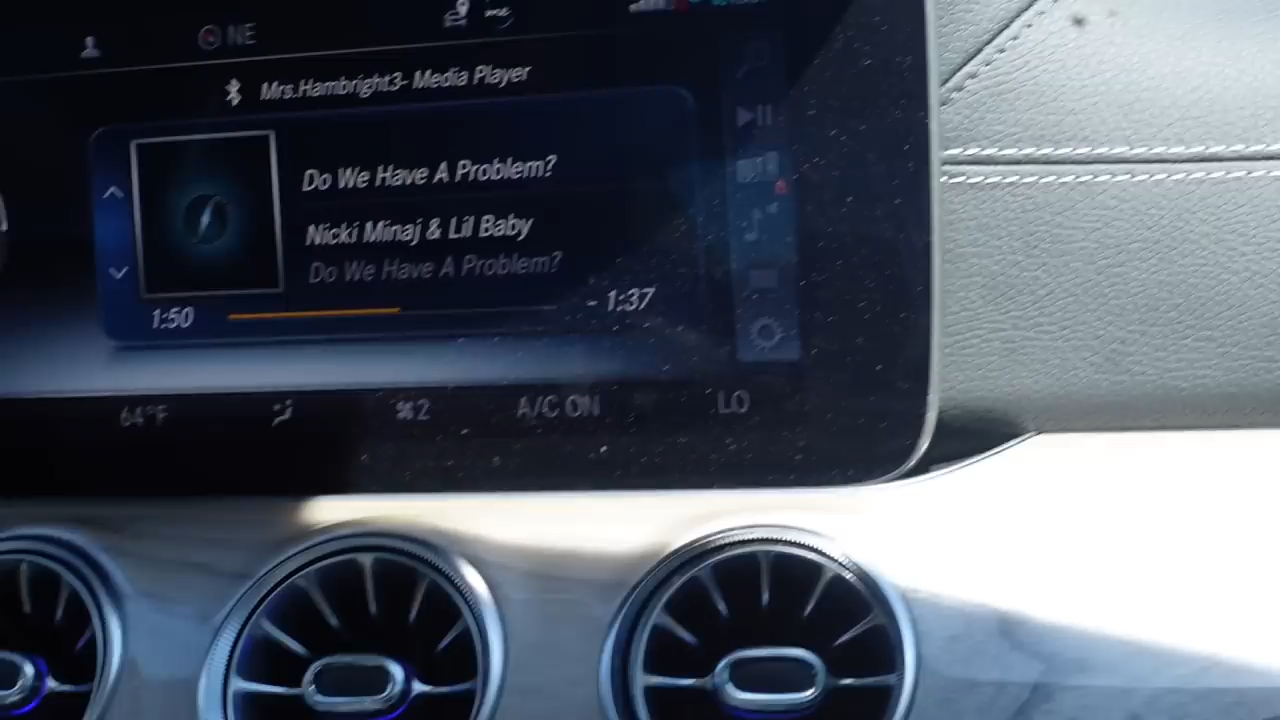 NE
Mrs.Hambright3- Media Player
Do We Have A Problem?
Nicki Minaj & Lil Baby
Do We Have A Problem?
1:50
- 1:37
64°F
2
A/C ON
LO